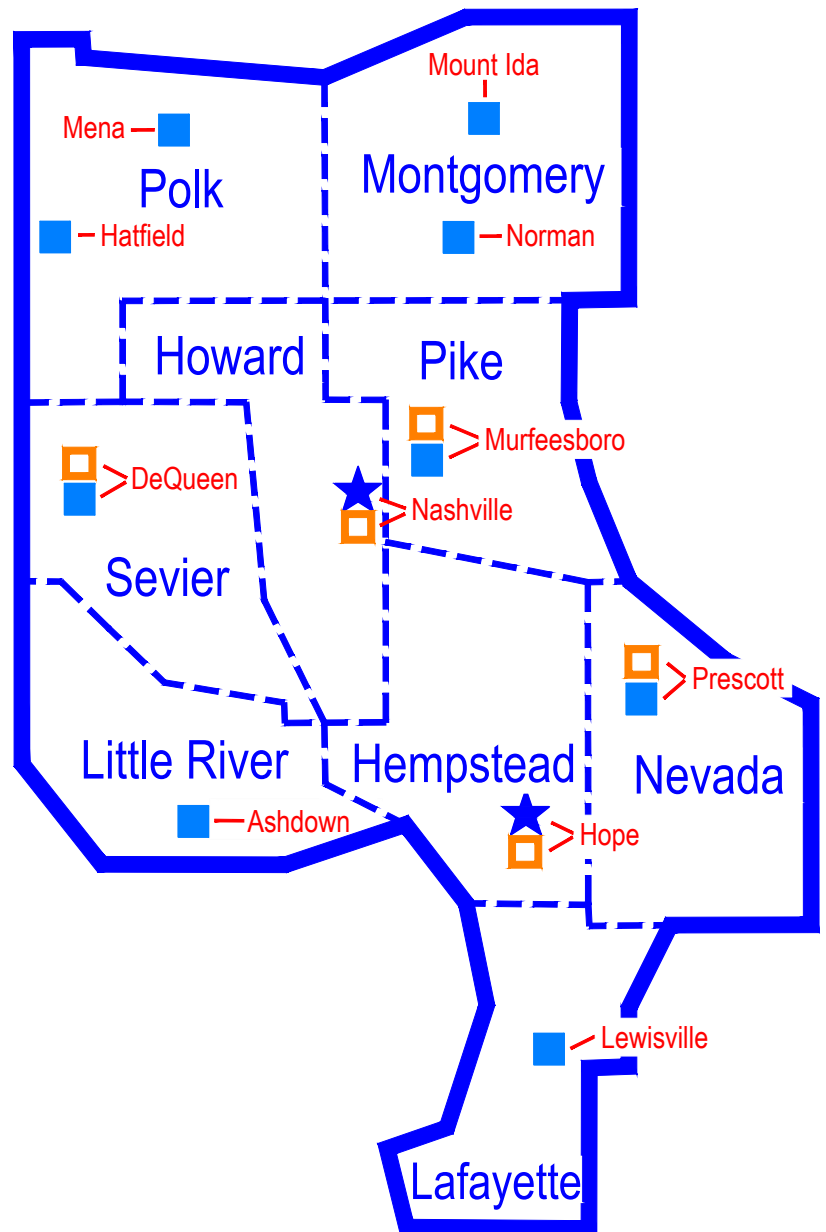 Mount Ida
Mena
Polk
Montgomery
Hatfield
Norman
Howard
Pike
Murfeesboro
DeQueen
Nashville
Sevier
Prescott
Little River
Hempstead
Nevada
Ashdown
Hope
Lewisville
Lafayette